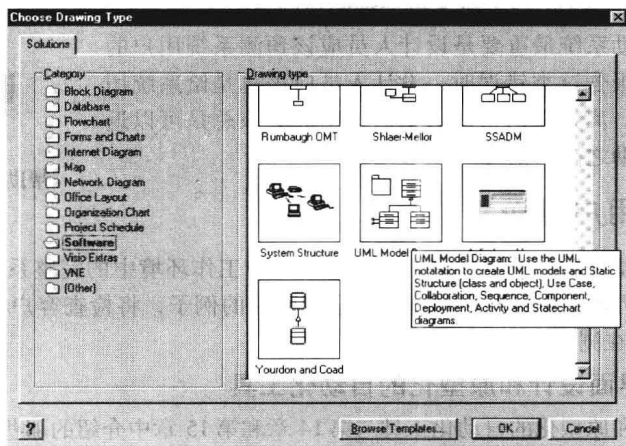 Choose Drawing Type
Solutions
Category
Block Diagram
Database
Flowchart
Forms and Charts
Internet Diagram
Map
Network Diagram
Office Layout
Organization Chart
Project Schedule
Software
Visio Extras
VNE
(Other)
Drawing type
Rumbaugh OMT
Shlaer-Mellor
SSADM
System Structure
UML Model
UML Model Diagram: Use the UML
notatation to create UML models and Static
Structure (class and object), Use Case,
Collaboration, Sequence, Component,
Deployment, Activity and Statechart
diagrams.
Yourdon and Coad
?
Browse Templates...
OK
Cancel